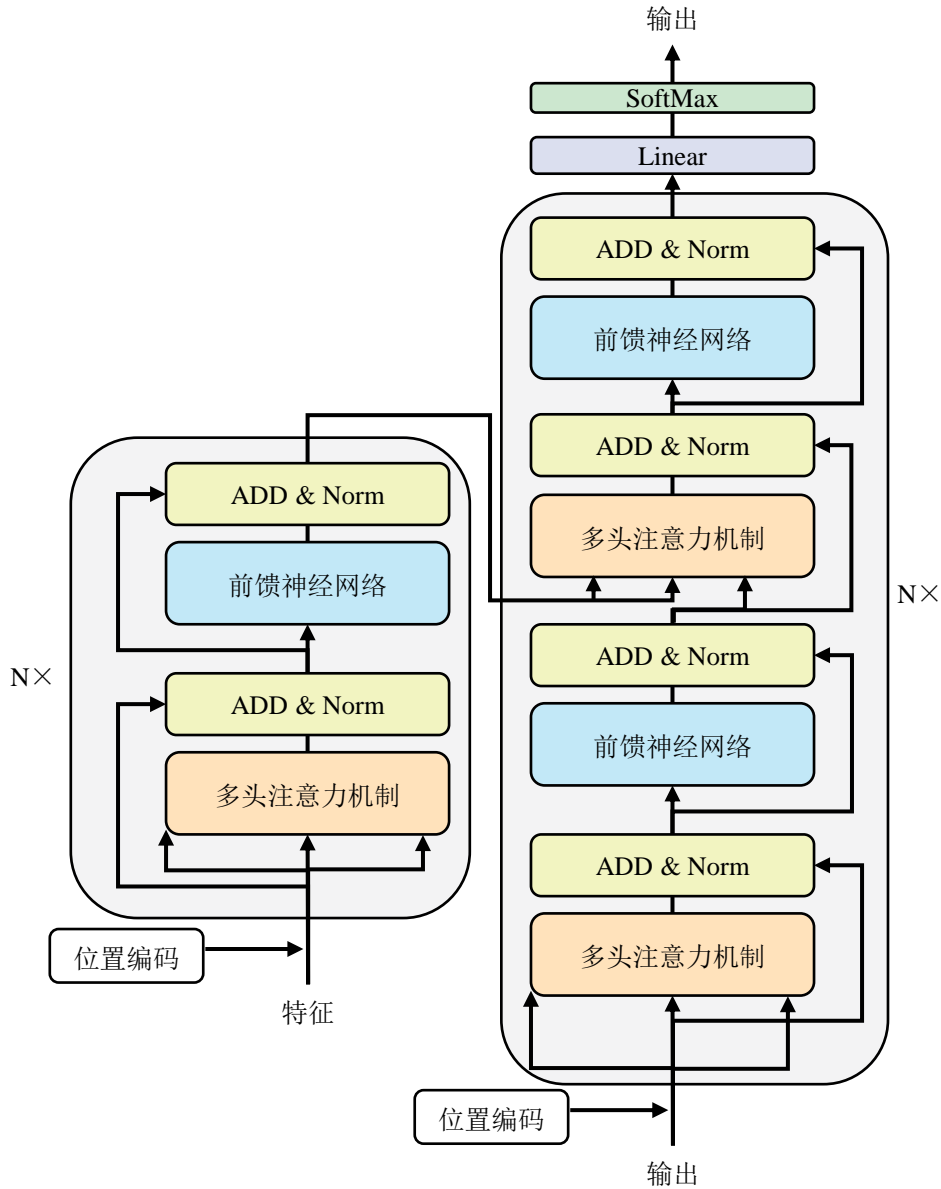 输出
SoftMax
Linear
ADD & Norm
前馈神经网络
ADD & Norm
多头注意力机制
ADD & Norm
前馈神经网络
ADD & Norm
多头注意力机制
N×
位置编码
输出
ADD & Norm
前馈神经网络
ADD & Norm
多头注意力机制
N×
位置编码
特征